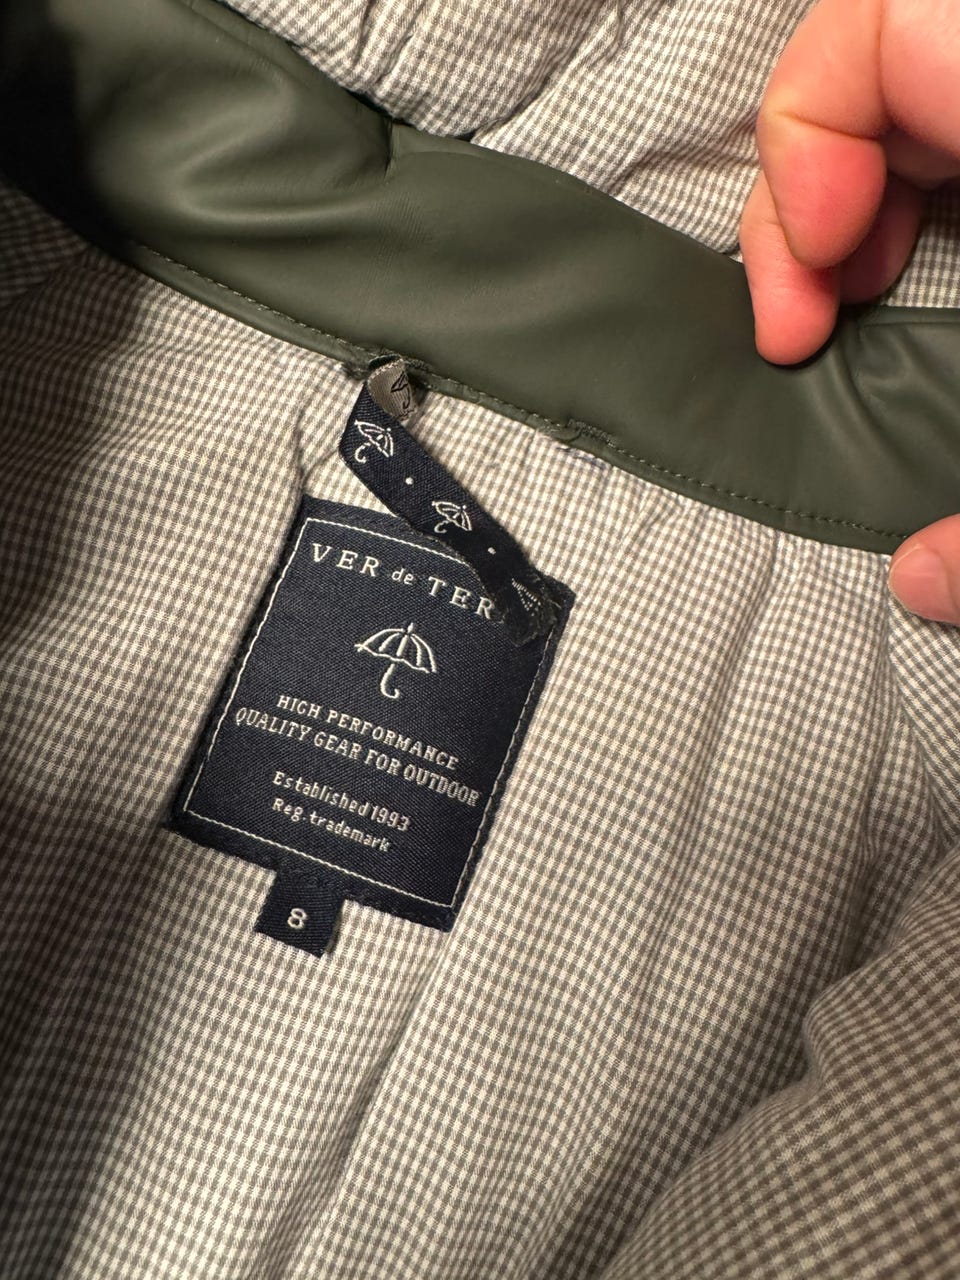 VER de TER
HIGH PERFORMANCE
QUALITY GEAR FOR OUTDOOR
Established 1993
Reg. trademark
8